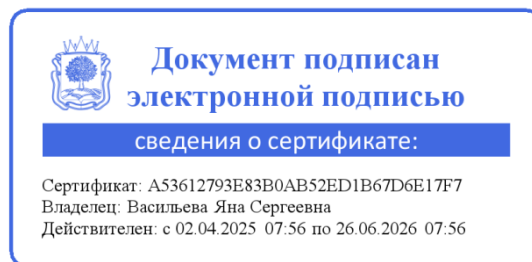 Документ подписан
электронной подписью
сведения о сертификате:
Сертификат: A53612793E83B0AB52ED1B67D6E17F7
Владелец: Васильева Яна Сергеевна
Действителен: с 02.04.2025 07:56 по 26.06.2026 07:56